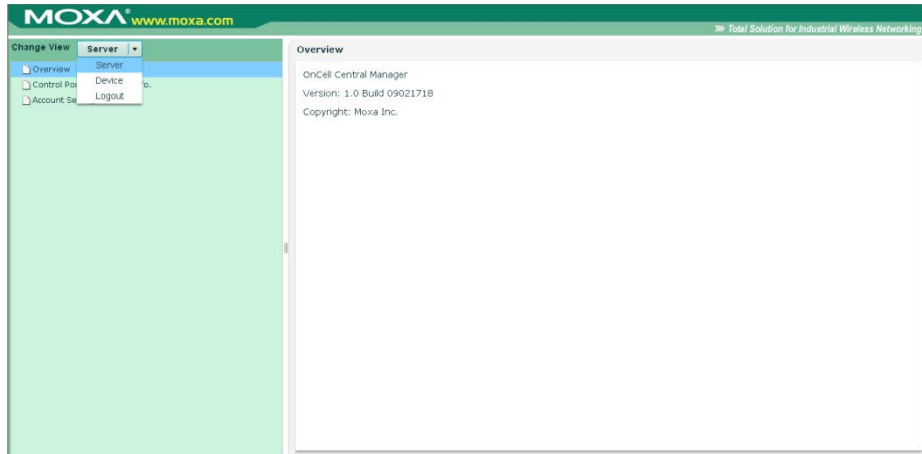 MOXA® www.moxa.com
Total Solution for Industrial Wireless Networking
Change View Server
Server
Device
Logout
Overview
Control Por fo.
Account Se
Overview
OnCell Central Manager
Version: 1.0 Build 09021718
Copyright: Moxa Inc.